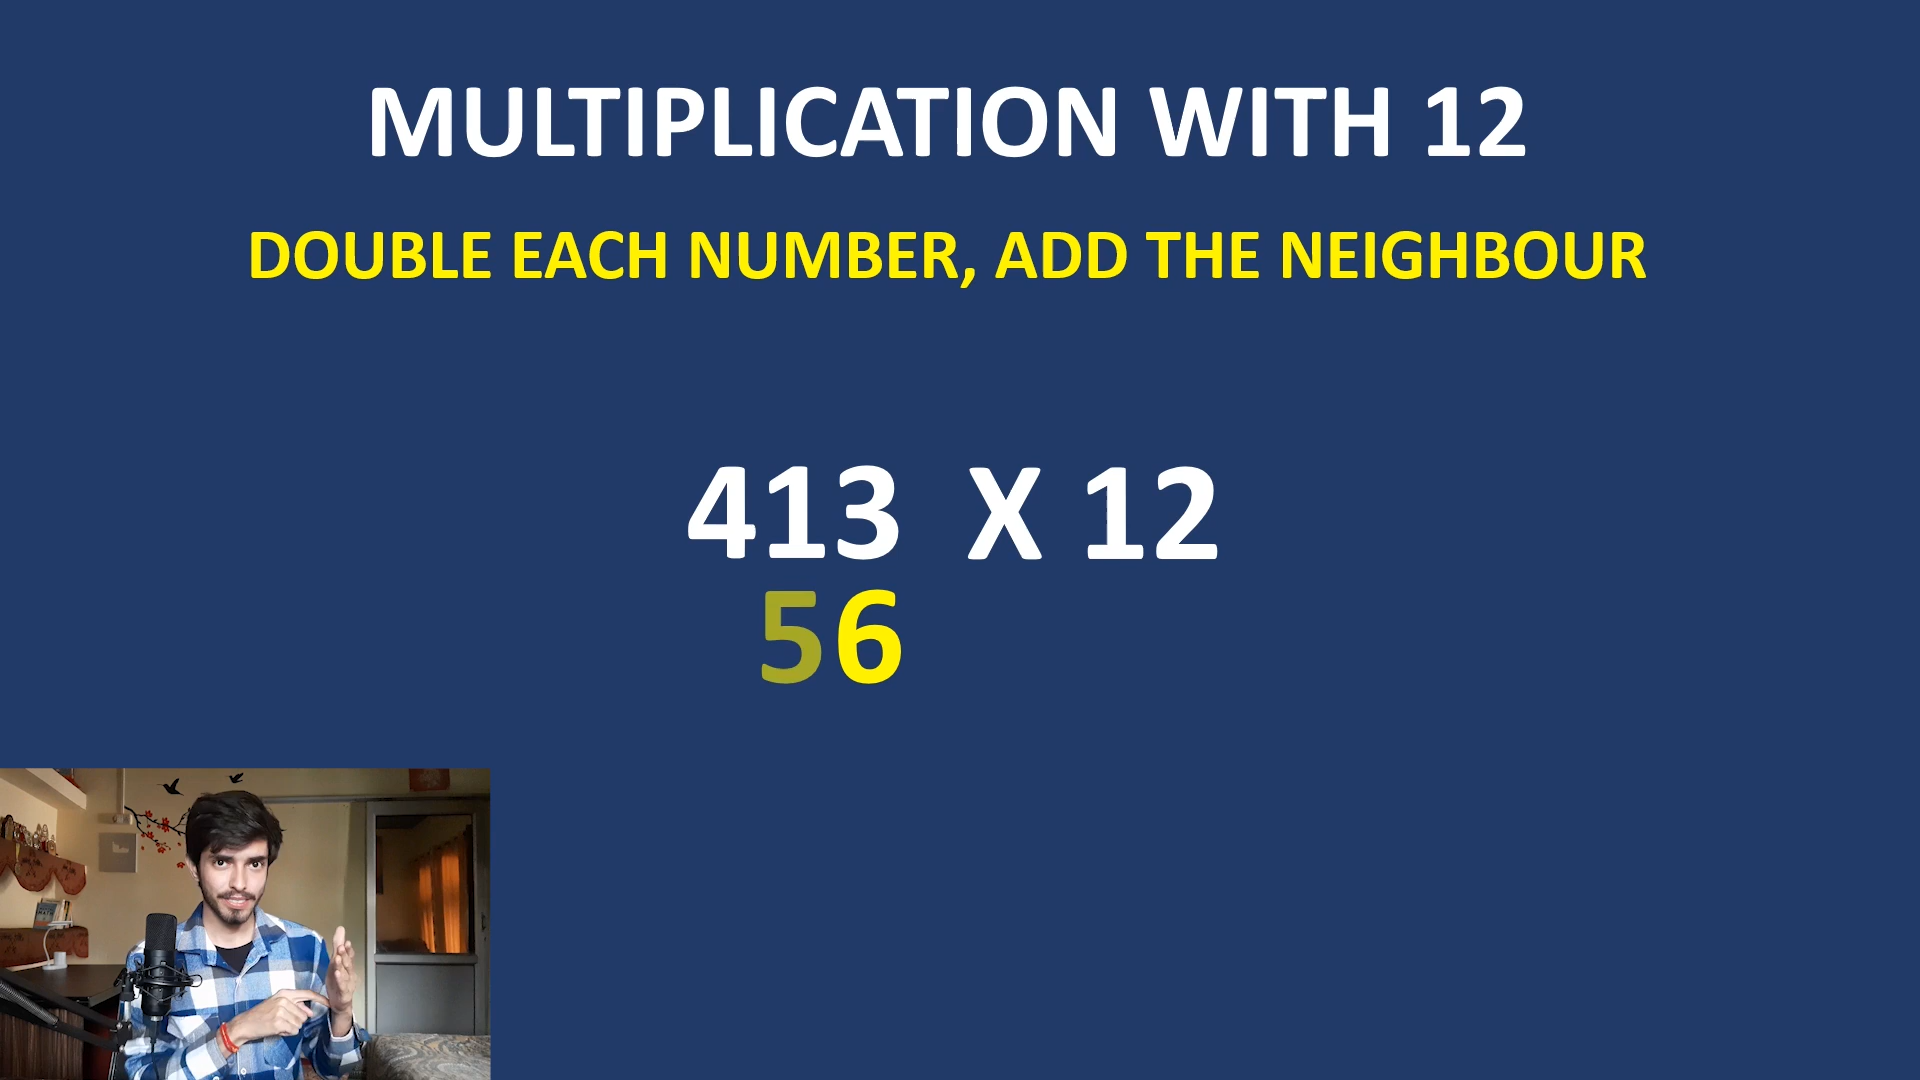 MULTIPLICATION WITH 12
DOUBLE EACH NUMBER, ADD THE NEIGHBOUR
413 X 12
56